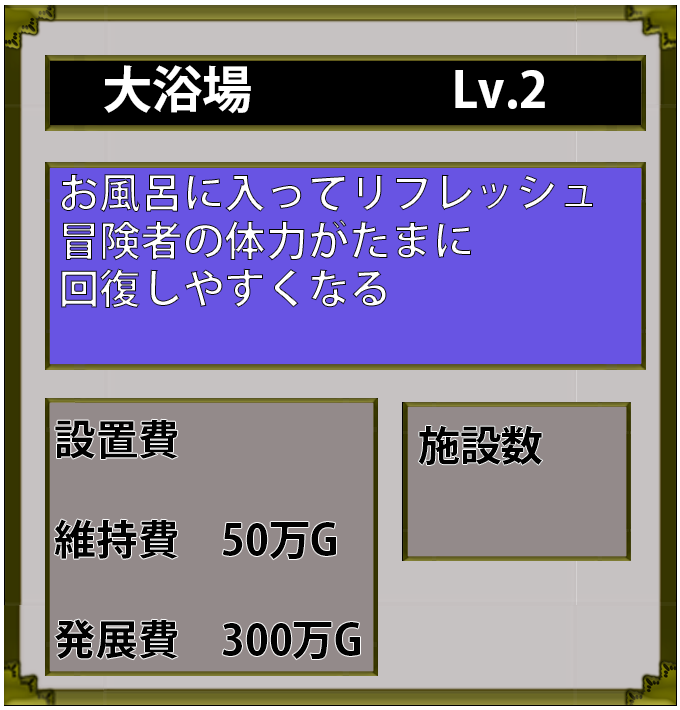 大浴場 Lv.2
お風呂に入ってリフレッシュ
冒険者の体力がたまに
回復しやすくなる
設置費
維持費 50万G
発展費 300万G
施設数